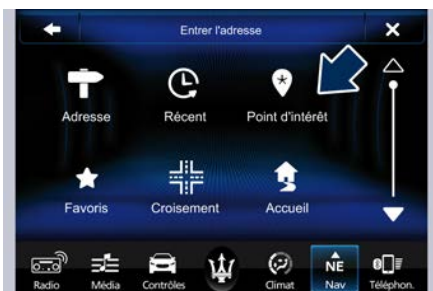 Entrer l'adresse
Adresse
Récent
Point d'intérêt
Favoris
Croisement
Accueil
Radio
Média
Contrôles
Climat
NE
Nav
Téléphon.